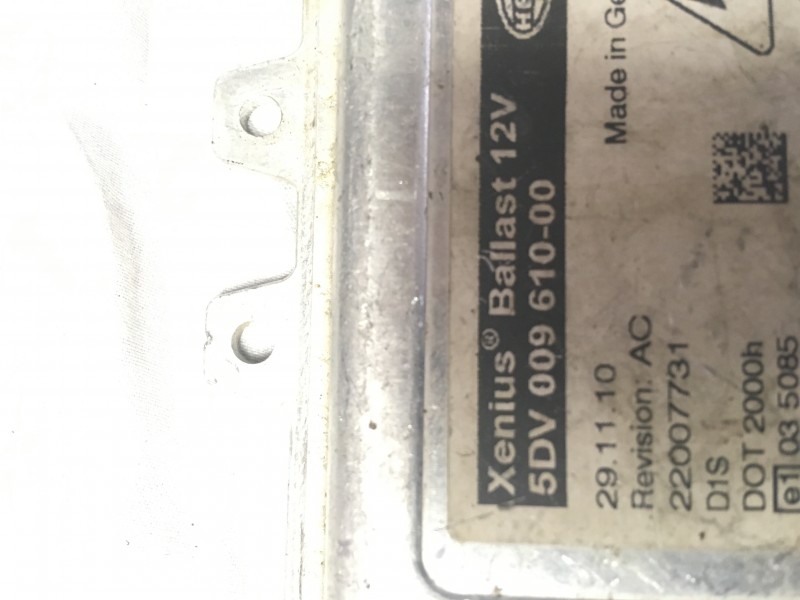 Xenius® Ballast 12V
5DV 009 610-00
29.11.10
Revision: AC
22007731
D1S
DOT 2000h
e1 03 5085
Made in Ge